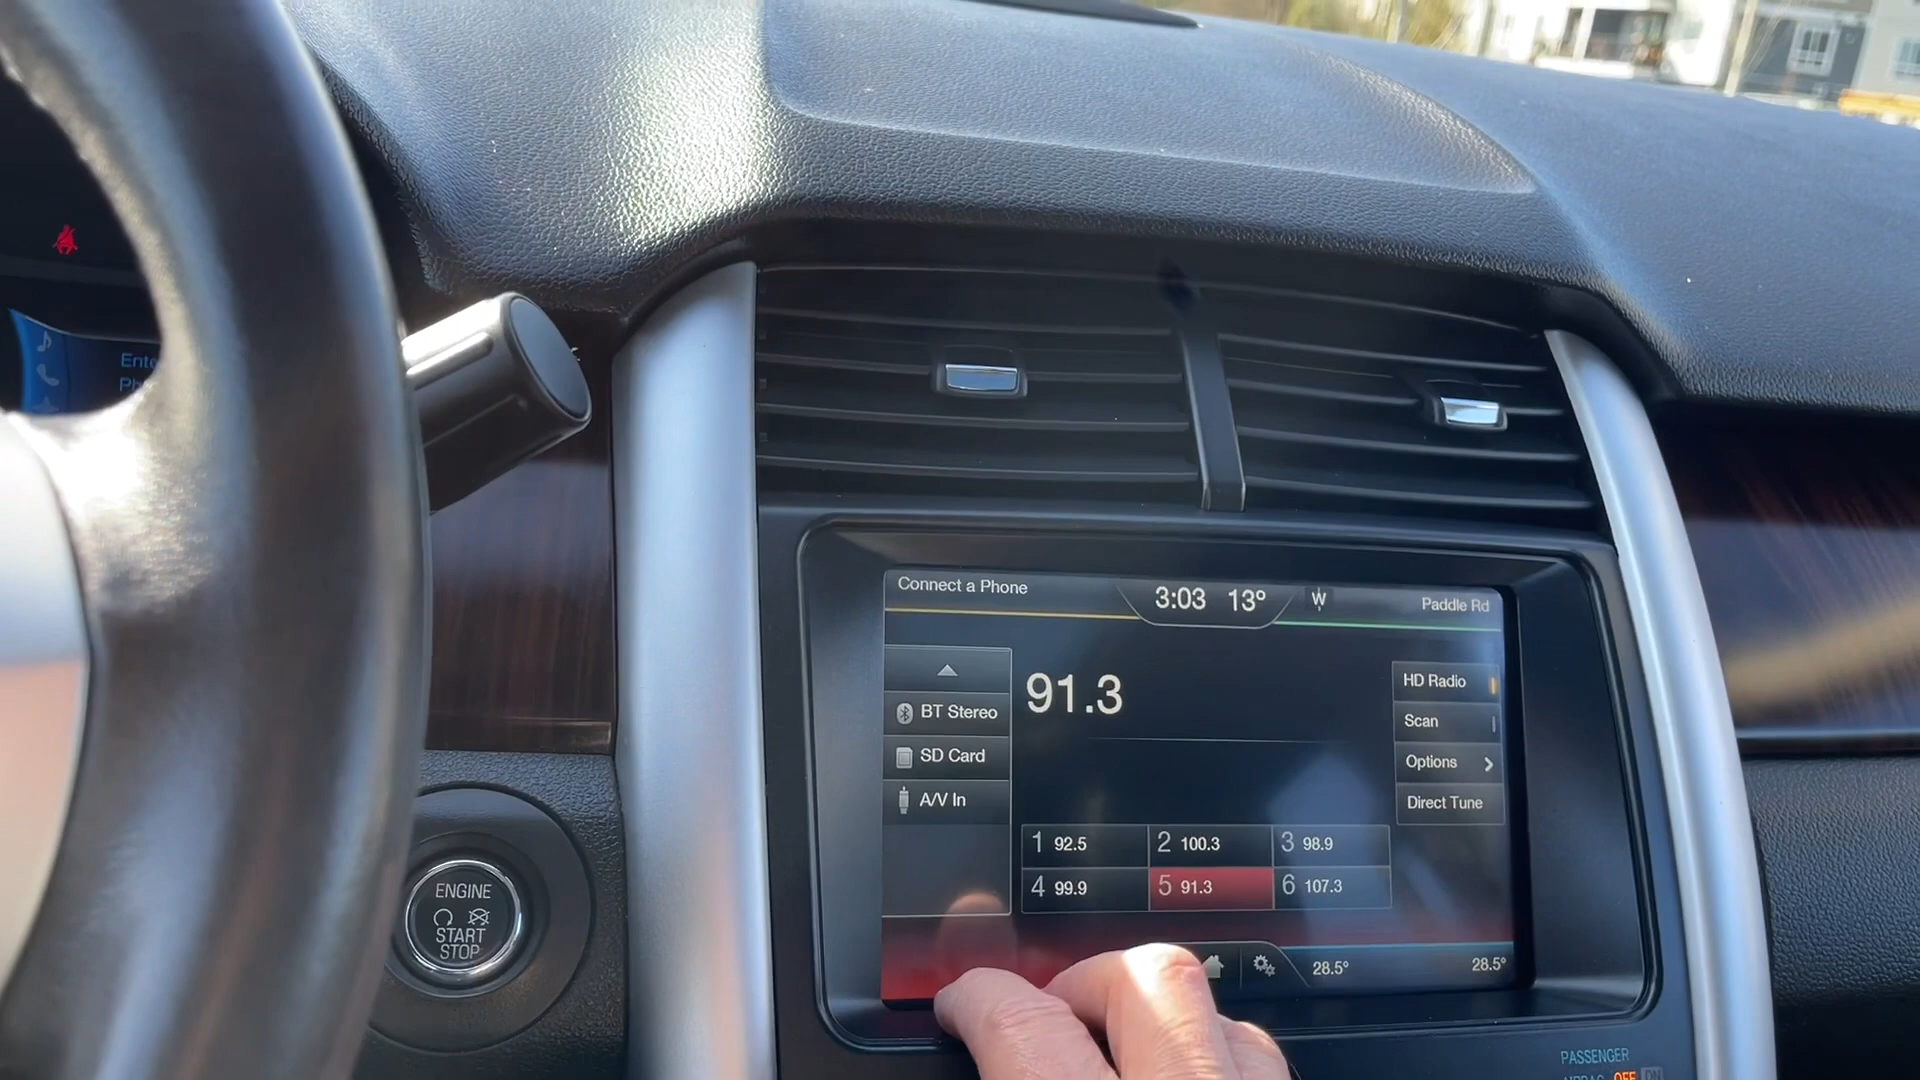 Connect a Phone
3:03 13° W
Paddle Rd
BT Stereo
SD Card
A/V In
91.3
HD Radio
Scan
Options
Direct Tune
1 92.5 2 100.3 3 98.9
4 99.9 5 91.3 6 107.3
28.5° 28.5°
ENGINE
START
STOP
PASSENGER
OFF